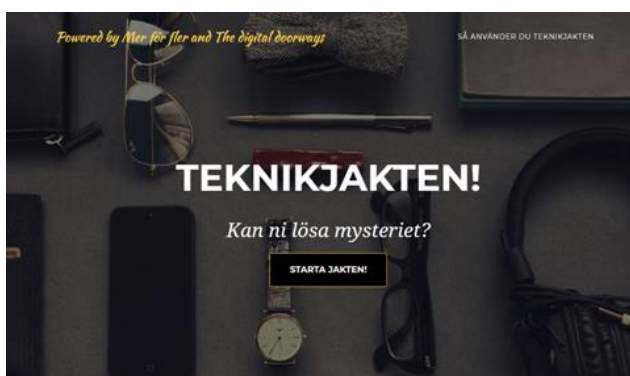 Powered by Mer för fler and The digital doorways
SÅ ANVÄNDER DU TEKNIKJAKTEN
TEKNIKJAKTEN!
Kan ni lösa mysteriet?
STARTA JAKTEN!